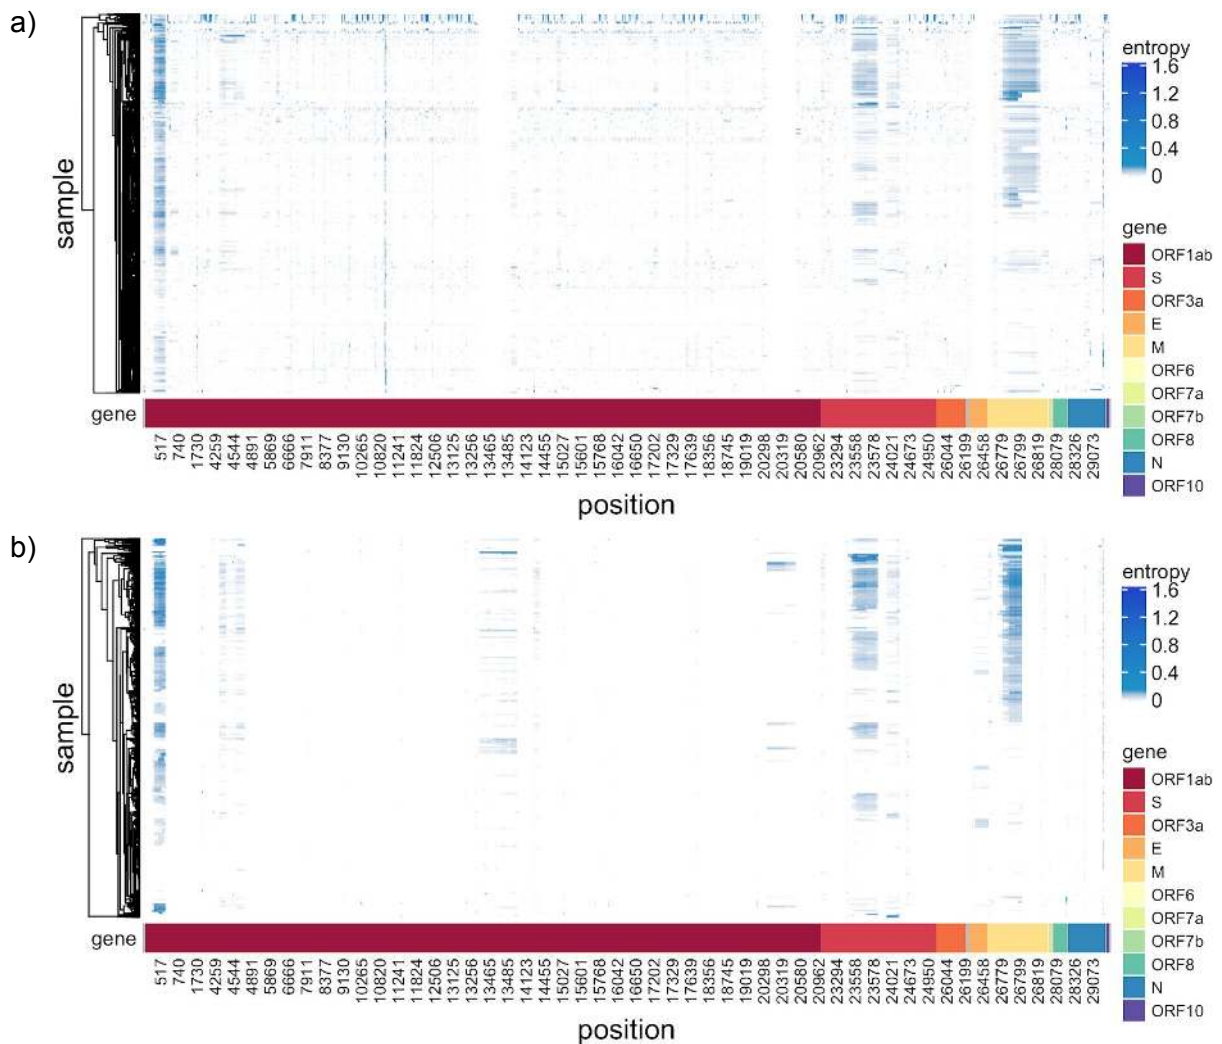 a)
sample
gene
517 740 1730 4259 4544 4891 5869 6666 7911 8377 9130 10265 10820 11241 11824 12506 13125 13256 13465 13485 14123 14455 15027 15601 15768 16042 16650 17202 17329 17639 18356 18745 19019 20298 20319 20580 20962 23294 23558 23578 24021 24673 24950 26044 26199 26458 26779 26799 26819 28079 28326 29073
position
entropy
1.6
1.2
0.8
0.4
0
gene
ORF1ab
S
ORF3a
E
M
ORF6
ORF7a
ORF7b
ORF8
N
ORF10
b)
sample
gene
517 740 1730 4259 4544 4891 5869 6666 7911 8377 9130 10265 10820 11241 11824 12506 13125 13256 13465 13485 14123 14455 15027 15601 15768 16042 16650 17202 17329 17639 18356 18745 19019 20298 20319 20580 20962 23294 23558 23578 24021 24673 24950 26044 26199 26458 26779 26799 26819 28079 28326 29073
position
entropy
1.6
1.2
0.8
0.4
0
gene
ORF1ab
S
ORF3a
E
M
ORF6
ORF7a
ORF7b
ORF8
N
ORF10